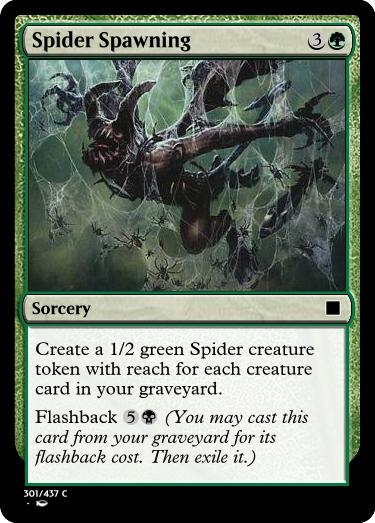 Spider Spawning 3
Sorcery
Create a 1/2 green Spider creature
token with reach for each creature
card in your graveyard.
Flashback 5 (You may cast this
card from your graveyard for its
flashback cost. Then exile it.)
301/437 C